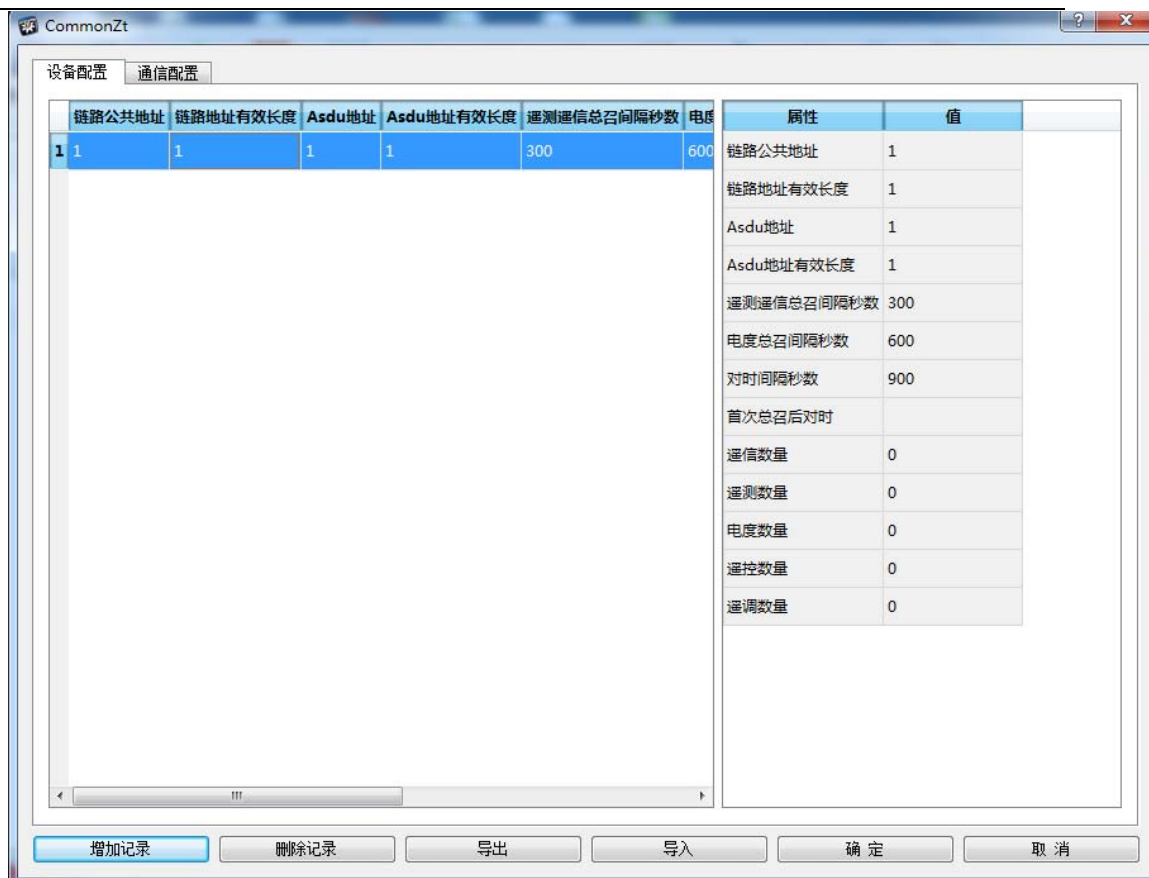 CommonZt
设备配置 通信配置
链路公共地址 链路地址有效长度 Asdu地址 Asdu地址有效长度 遥测遥信总召间隔秒数 电度
1 1 1 1 1 300 600
属性 值
链路公共地址 1
链路地址有效长度 1
Asdu地址 1
Asdu地址有效长度 1
遥测遥信总召间隔秒数 300
电度总召间隔秒数 600
对时间隔秒数 900
首次总召后对时
遥信数量 0
遥测数量 0
电度数量 0
遥控数量 0
遥调数量 0
增加记录 删除记录 导出 导入 确定 取消